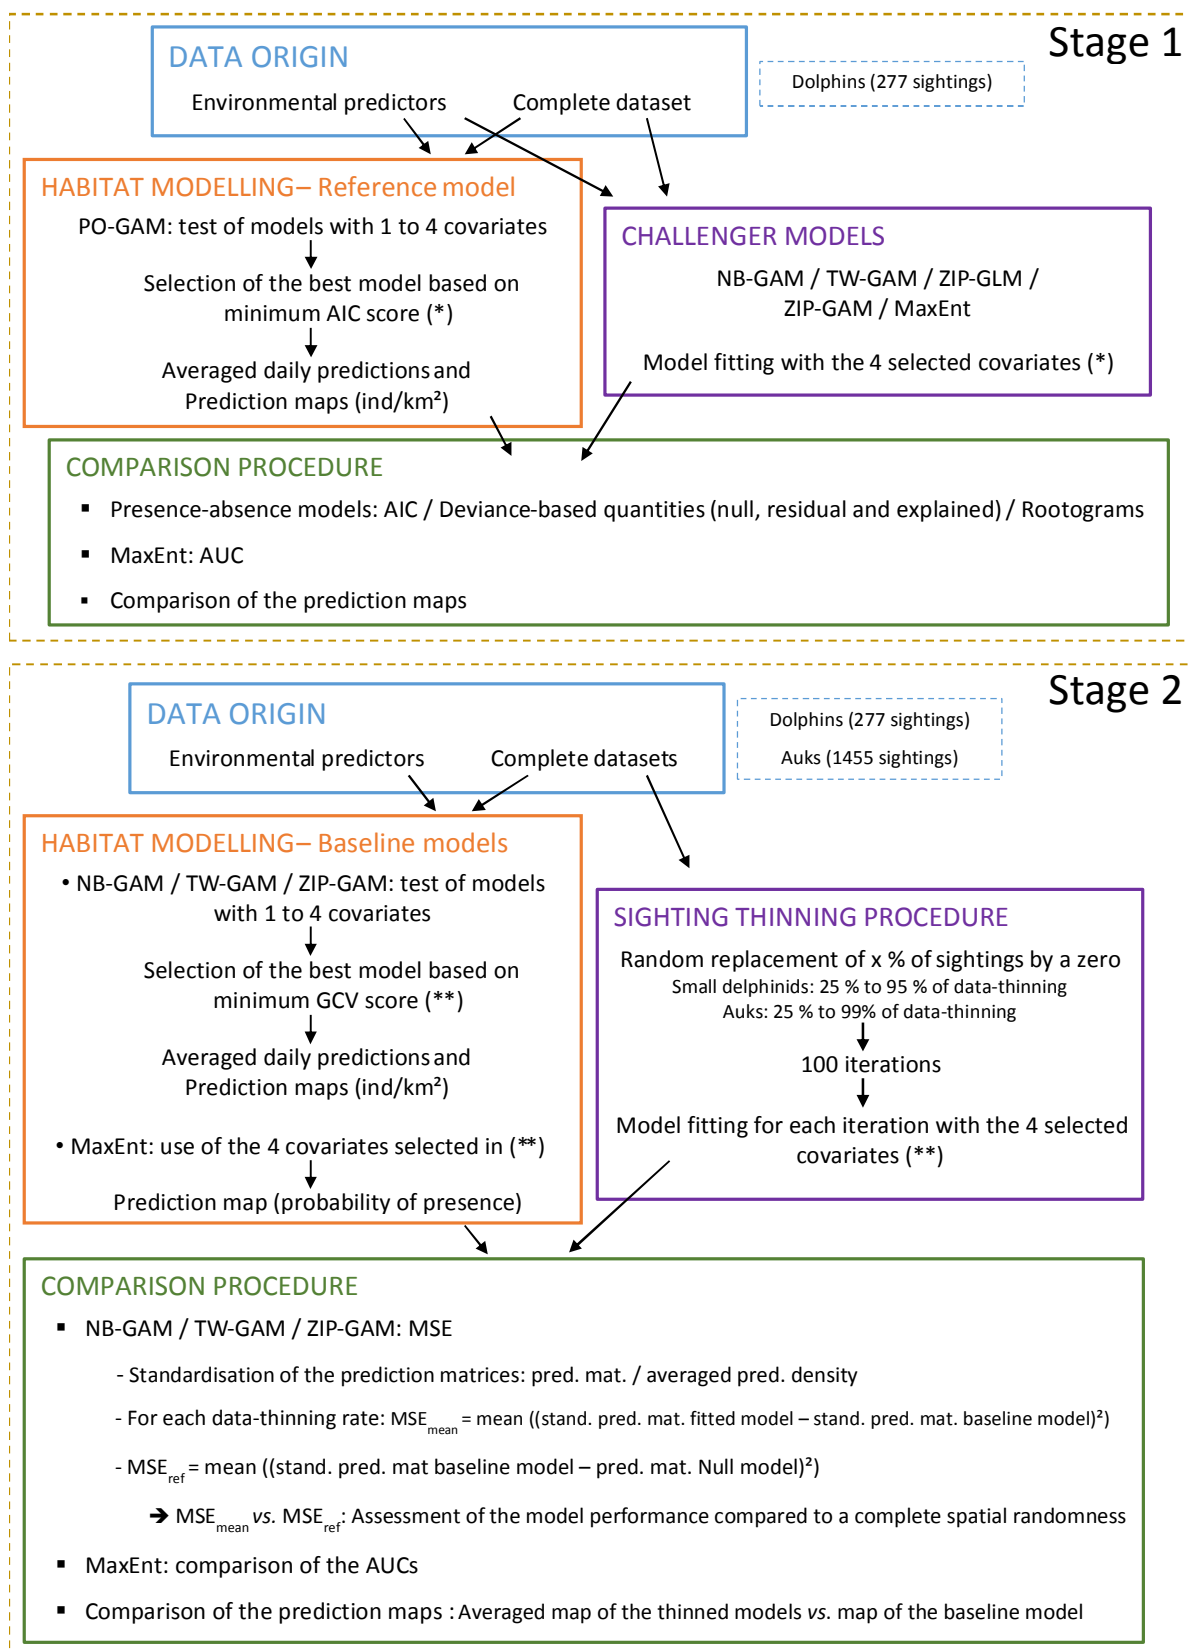 Stage 1
DATA ORIGIN
Environmental predictors
Complete dataset
Dolphins (277 sightings)
HABITAT MODELLING– Reference model
PO-GAM: test of models with 1 to 4 covariates
Selection of the best model based on
minimum AIC score (*)
Averaged daily predictions and
Prediction maps (ind/km²)
CHALLENGER MODELS
NB-GAM / TW-GAM / ZIP-GLM /
ZIP-GAM / MaxEnt
Model fitting with the 4 selected covariates (*)
COMPARISON PROCEDURE
▪ Presence-absence models: AIC / Deviance-based quantities (null, residual and explained) / Rootograms
▪ MaxEnt: AUC
▪ Comparison of the prediction maps
Stage 2
DATA ORIGIN
Environmental predictors
Complete datasets
Dolphins (277 sightings)
Auks (1455 sightings)
HABITAT MODELLING– Baseline models
• NB-GAM / TW-GAM / ZIP-GAM: test of models
with 1 to 4 covariates
Selection of the best model based on
minimum GCV score (**)
Averaged daily predictions and
Prediction maps (ind/km²)
• MaxEnt: use of the 4 covariates selected in (**)
Prediction map (probability of presence)
SIGHTING THINNING PROCEDURE
Random replacement of x % of sightings by a zero
Small delphinids: 25 % to 95 % of data-thinning
Auks: 25 % to 99% of data-thinning
100 iterations
Model fitting for each iteration with the 4 selected
covariates (**)
COMPARISON PROCEDURE
▪ NB-GAM / TW-GAM / ZIP-GAM: MSE
- Standardisation of the prediction matrices: pred. mat. / averaged pred. density
- For each data-thinning rate: MSEmean = mean ((stand. pred. mat. fitted model – stand. pred. mat. baseline model)²)
- MSEref = mean ((stand. pred. mat baseline model – pred. mat. Null model)²)
➔ MSEmean vs. MSEref: Assessment of the model performance compared to a complete spatial randomness
▪ MaxEnt: comparison of the AUCs
▪ Comparison of the prediction maps : Averaged map of the thinned models vs. map of the baseline model